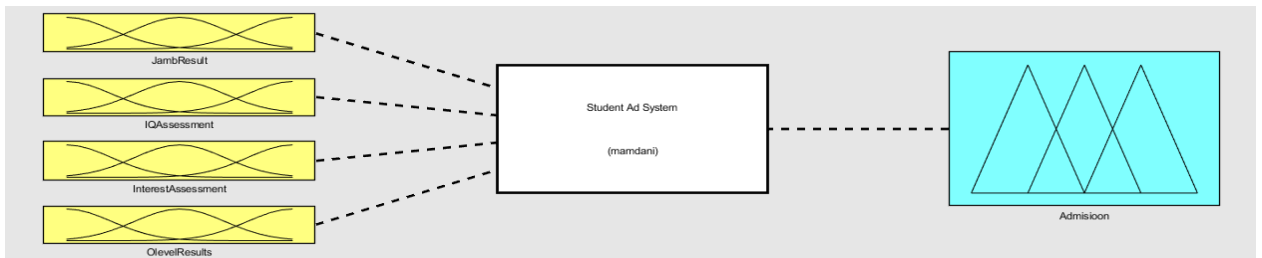 JambResult
IQAssessment
InterestAssessment
OlevelResults
Student Ad System
(mamdani)
Admisioon